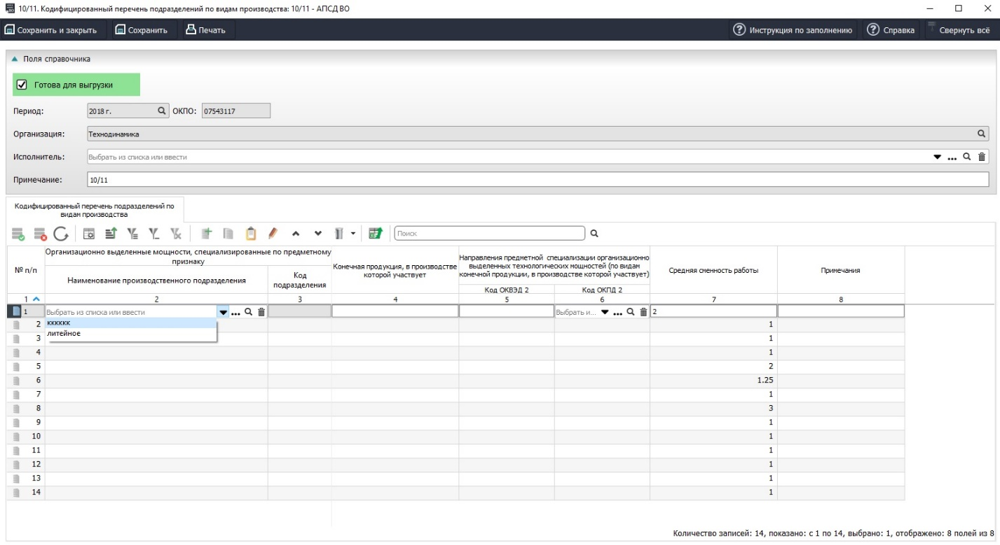 10/11. Кодифицированный перечень подразделений по видам производства: 10/11 - АПСД ВО
Сохранить и закрыть Сохранить Печать Инструкция по заполнению Справка Свернуть всё
Поля справочника
Готова для выгрузки
Период: 2018 г. ОКПО: 07543117
Организация: Технодинамика
Исполнитель: Выбрать из списка или ввести
Примечание: 10/11
Кодифицированный перечень подразделений по
видам производства
Поиск
№ п/п
Организационно выделенные мощности, специализированные по предметному
признаку
Наименование производственного подразделения
Код
подразделения
Конечная продукция, в производстве
которой участвует
Направления предметной специализации организационно
выделенных технологических мощностей (по видам
конечной продукции, в производстве которой участвует)
Код ОКВЭД 2 Код ОКПД 2
Средняя сменность работы
Примечания
1 2 3 4 5 6 7 8
1 Выбрать из списка или ввести Выбрать и... 2
кккккк
литейное
2 1
3 1
4 1
5 2
6 1.25
7 1
8 3
9 1
10 1
11 1
12 1
13 1
14 1
Количество записей: 14, показано: с 1 по 14, выбрано: 1, отображено: 8 полей из 8